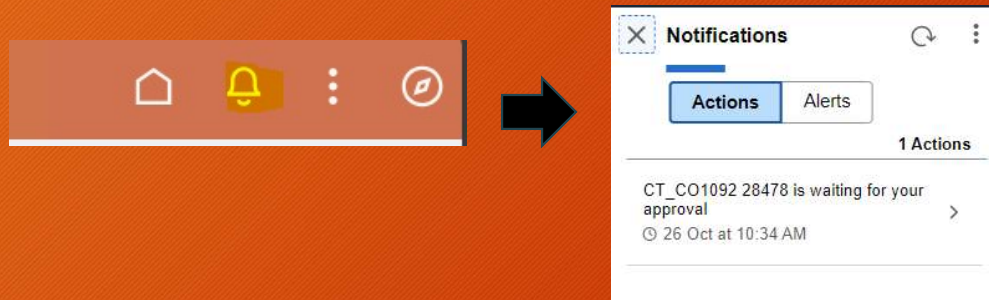 Notifications
Actions
Alerts
1 Actions
CT_CO1092 28478 is waiting for your
approval
26 Oct at 10:34 AM